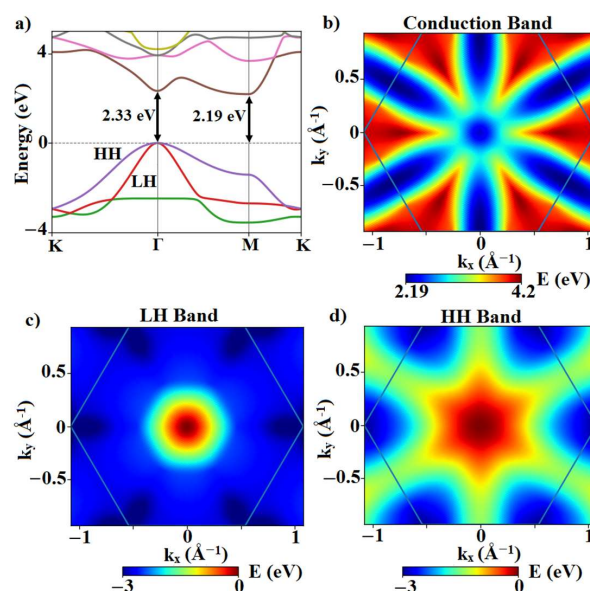 a)
Energy (eV)
4
0
−4
2.33 eV
2.19 eV
HH
LH
K
Γ
M
K
b)
Conduction Band
k_y (Å⁻¹)
0.5
0
−0.5
−1
0
1
k_x (Å⁻¹)
E (eV)
2.19
4.2
c)
LH Band
k_y (Å⁻¹)
0.5
0
−0.5
−1
0
1
k_x (Å⁻¹)
E (eV)
−3
0
d)
HH Band
k_y (Å⁻¹)
0.5
0
−0.5
−1
0
1
k_x (Å⁻¹)
E (eV)
−3
0